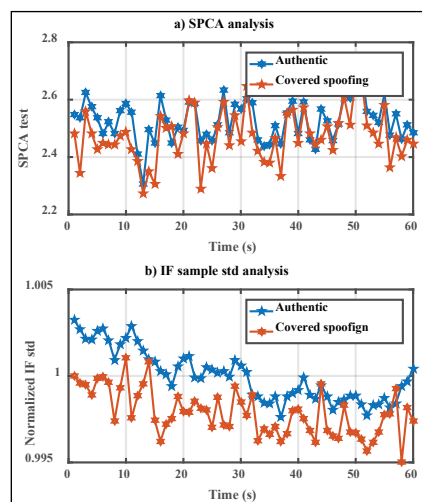 a) SPCA analysis
2.8
2.6
2.4
2.2
SPCA test
Authentic
Covered spoofing
0 10 20 30 40 50 60
Time (s)
b) IF sample std analysis
1.005
1
0.995
Normalized IF std
Authentic
Covered spoofign
0 10 20 30 40 50 60
Time (s)